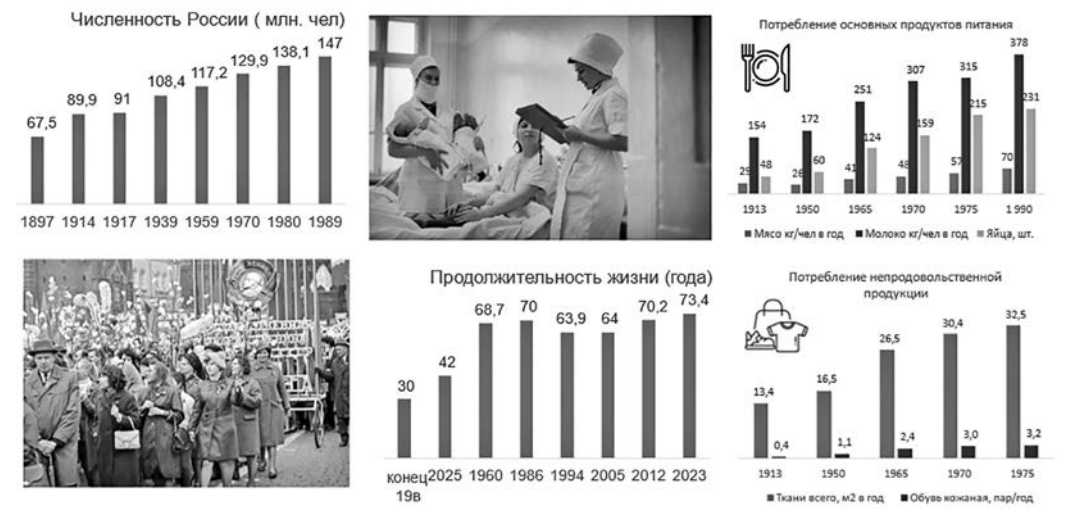 Численность России ( млн. чел)
67,5
89,9
91
108,4
117,2
129,9
138,1
147
1897 1914 1917 1939 1959 1970 1980 1989
Потребление основных продуктов питания
29 154 48
26 172 60
41 251 124
48 307 159
57 315 215
70 378 231
1913 1950 1965 1970 1975 1 990
Мясо кг/чел в год Молоко кг/чел в год Яйца, шт.
Продолжительность жизни (года)
30
42
68,7
70
63,9
64
70,2
73,4
конец 2025 1960 1986 1994 2005 2012 2023
19в
Потребление непродовольственной
продукции
13,4 0,4
16,5 1,1
26,5 2,4
30,4 3,0
32,5 3,2
1913 1950 1965 1970 1975
Ткани всего, м2 в год Обувь кожаная, пар/год